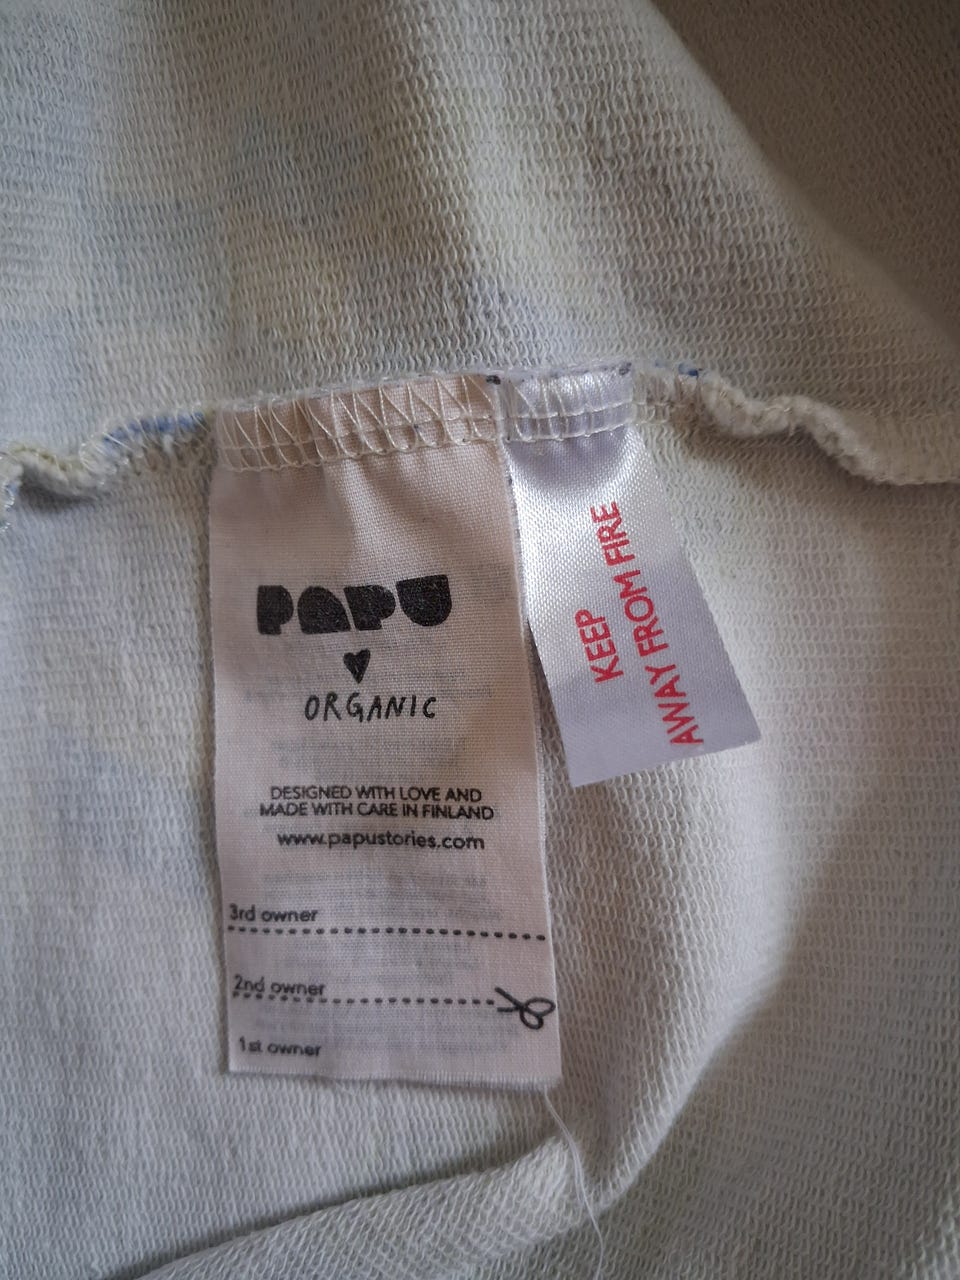 PAPU
ORGANIC
DESIGNED WITH LOVE AND
MADE WITH CARE IN FINLAND
www.papustories.com
3rd owner
2nd owner
1st owner
KEEP
AWAY FROM FIRE